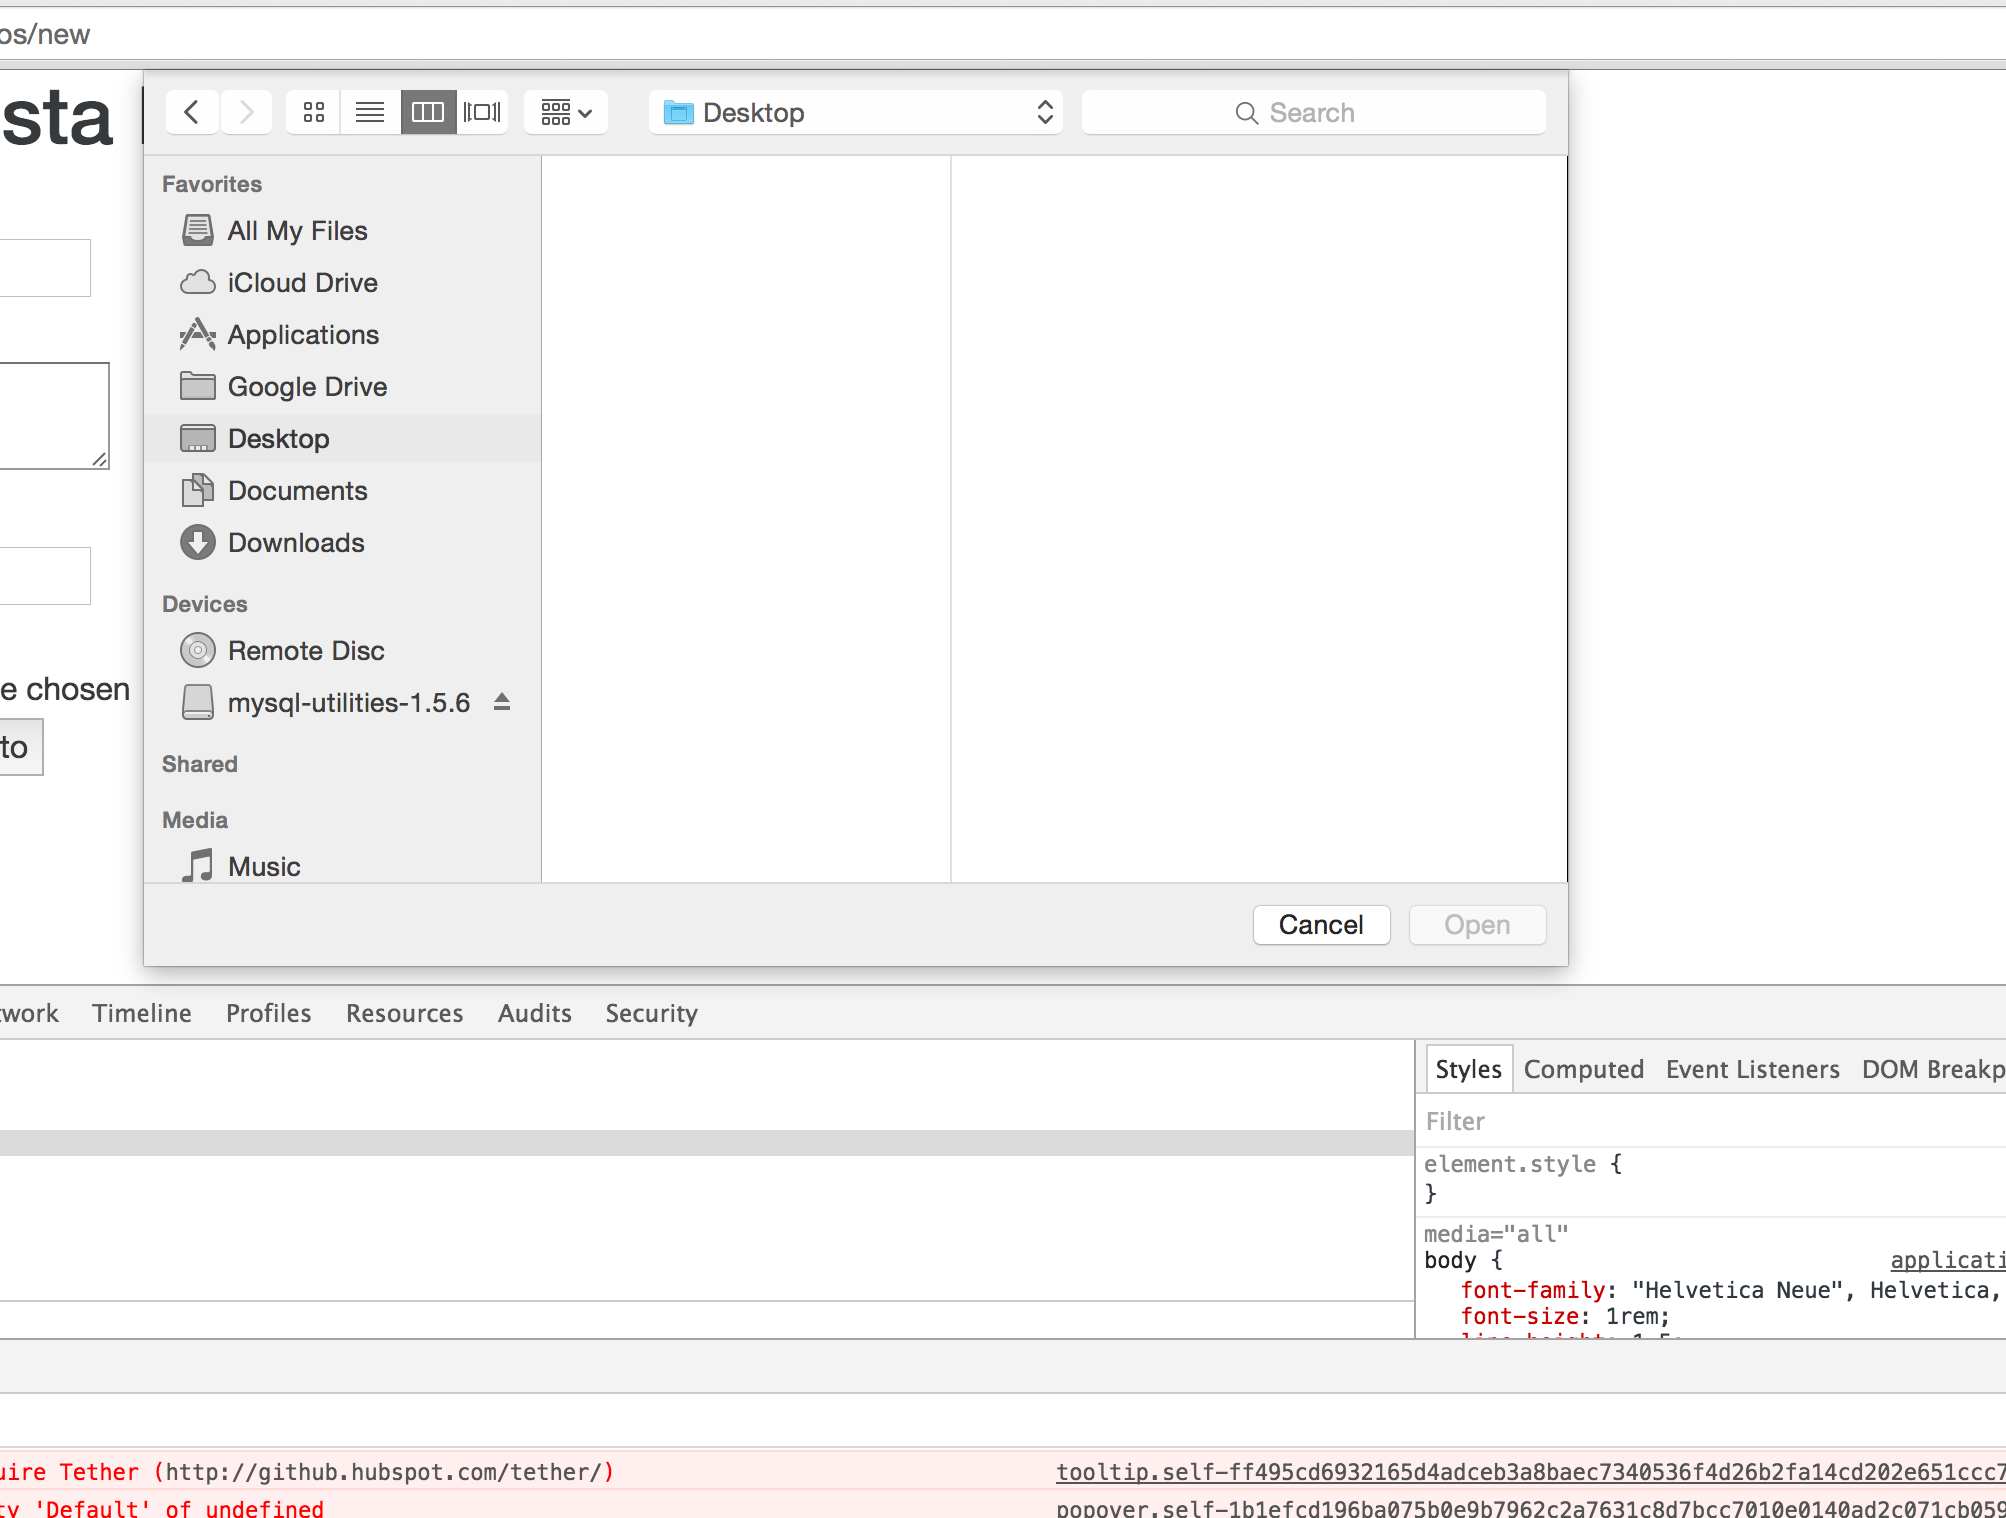 os/new
sta
Desktop
Search
Favorites
All My Files
iCloud Drive
Applications
Google Drive
Desktop
Documents
Downloads
Devices
Remote Disc
mysql-utilities-1.5.6
Shared
Media
Music
e chosen
to
Cancel
Open
twork Timeline Profiles Resources Audits Security
Styles Computed Event Listeners DOM Breakp
Filter
element.style {
}
media="all"
body {
applicati
font-family: "Helvetica Neue", Helvetica,
font-size: 1rem;
uire Tether (http://github.hubspot.com/tether/)
tooltip.self-ff495cd6932165d4adceb3a8baec7340536f4d26b2fa14cd202e651ccc7
ty 'Default' of undefined
popover.self-1b1efcd196ba075b0e9b7962c2a7631c8d7bcc7010e0140ad2c071cb059